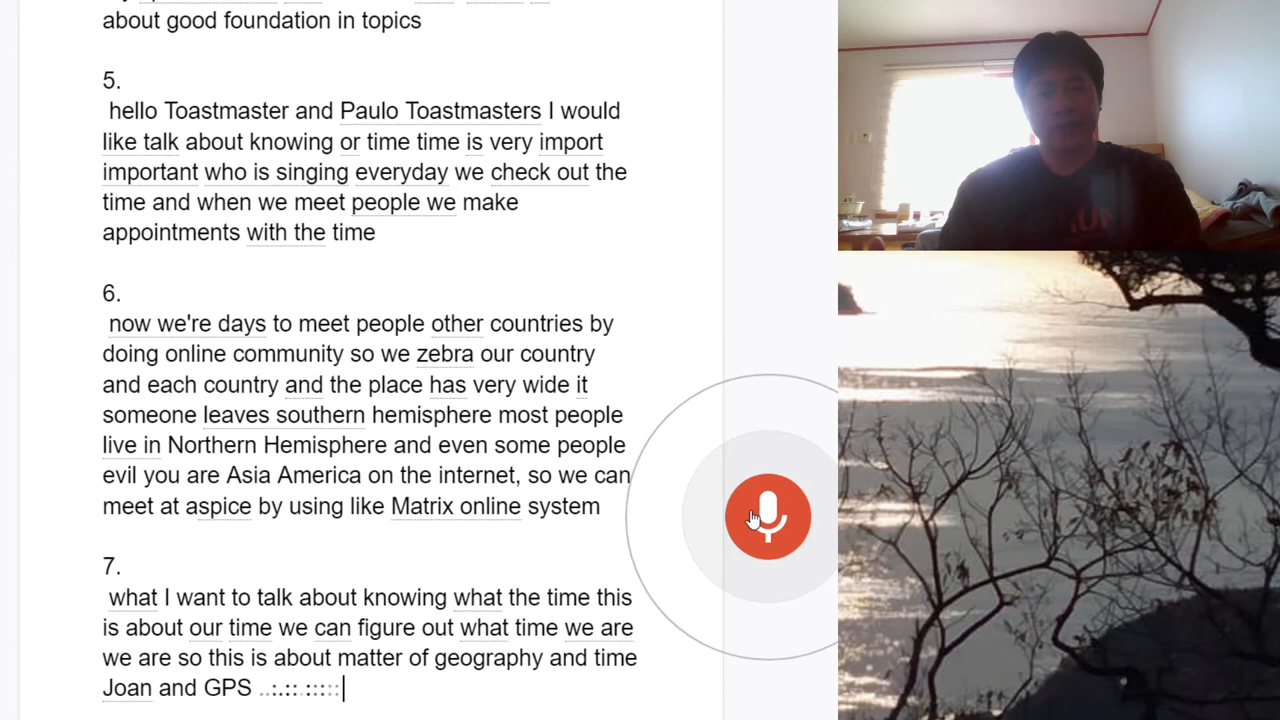 about good foundation in topics
5.
hello Toastmaster and Paulo Toastmasters I would
like talk about knowing or time time is very import
important who is singing everyday we check out the
time and when we meet people we make
appointments with the time
6.
now we're days to meet people other countries by
doing online community so we zebra our country
and each country and the place has very wide it
someone leaves southern hemisphere most people
live in Northern Hemisphere and even some people
evil you are Asia America on the internet, so we can
meet at aspice by using like Matrix online system
7.
what I want to talk about knowing what the time this
is about our time we can figure out what time we are
we are so this is about matter of geography and time
Joan and GPS